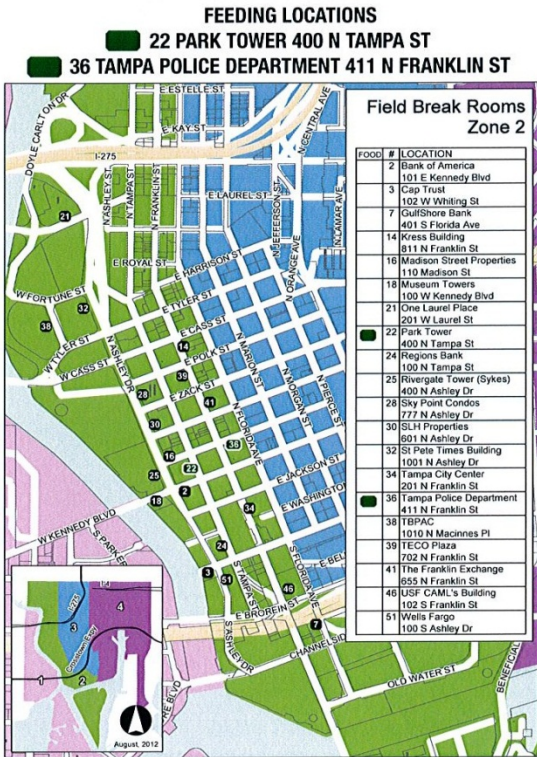 FEEDING LOCATIONS
22 PARK TOWER 400 N TAMPA ST
36 TAMPA POLICE DEPARTMENT 411 N FRANKLIN ST
Field Break Rooms
Zone 2
FOOD # LOCATION
2 Bank of America
101 E Kennedy Blvd
3 Cap Trust
102 W Whiting St
7 GulfShore Bank
401 S Florida Ave
14 Kress Building
811 N Franklin St
16 Madison Street Properties
110 Madison St
18 Museum Towers
100 W Kennedy Blvd
21 One Laurel Place
201 W Laurel St
22 Park Tower
400 N Tampa St
24 Regions Bank
100 N Tampa St
25 Rivergate Tower (Sykes)
400 N Ashley Dr
28 Sky Point Condos
777 N Ashley Dr
30 SLH Properties
601 N Ashley Dr
32 St Pete Times Building
1001 N Ashley Dr
34 Tampa City Center
201 N Franklin St
36 Tampa Police Department
411 N Franklin St
38 TBPAC
1010 N Macinnes Pl
39 TECO Plaza
702 N Franklin St
41 The Franklin Exchange
655 N Franklin St
46 USF CAML's Building
102 S Franklin St
51 Wells Fargo
100 S Ashley Dr
DOYLE CARLTON DR
E ESTELLE ST
E KAY ST
N CENTRAL AVE
I-275
N ASHLEY ST
N TAMPA ST
N FRANKLIN ST
E LAUREL ST
N JEFFERSON ST
N LAMAR AVE
21
N ORANGE AVE
E ROYAL ST
E HARRISON ST
W FORTUNE ST
32
E TYLER ST
38
E CASS ST
W TYLER ST
14
N MARION ST
E POLK ST
W CASS ST
N ASHLEY DR
39
N MORGAN ST
N PIERCE ST
28
E ZACK ST
41
30
N FLORIDA AVE
36
16
22
E JACKSON ST
25
2
18
34
E WASHINGTON
W KENNEDY BLVD
S PARKER
24
E BEL
3
51
S TAMPA ST
S FLORIDA AVE
46
E BROREIN ST
7
S ASHLEY DR
CHANNELSID
OLD WATER ST
BENEFICIAL
HE BLVD
I-4
I-275
4
3
Crosstown Expy
1
2
August, 2012